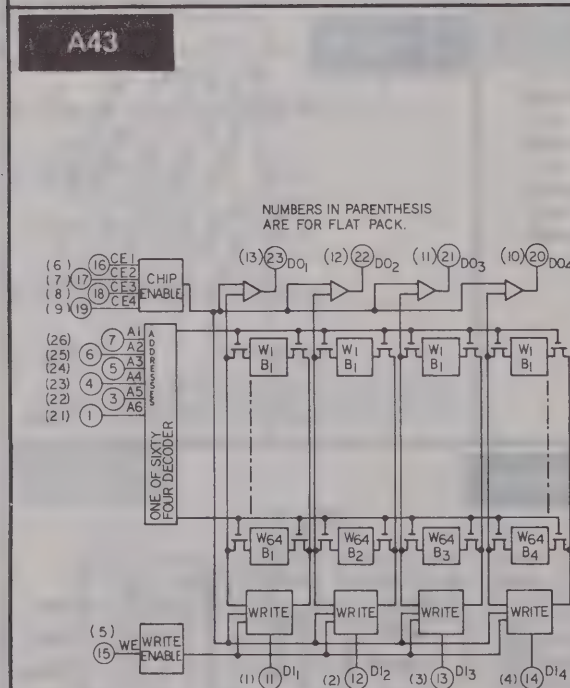 A43
NUMBERS IN PARENTHESIS
ARE FOR FLAT PACK.
(13) 23 DO1 (12) 22 DO2 (11) 21 DO3 (10) 20 DO4
(6) 16 CE1
(7) 17 CE2
(8) 18 CE3
(9) 19 CE4
CHIP
ENABLE
(26) 7 A1
(25) 6 A2
(24) 5 A3
(23) 4 A4
(22) 3 A5
(21) 1 A6
ADDRESSES
ONE OF SIXTY
FOUR DECODER
W1 W1 W1 W1
B1 B1 B1 B1
W64 W64 W64 W64
B1 B2 B3 B4
WRITE WRITE WRITE WRITE
(5) 15 WE
WRITE
ENABLE
(1) 11 DI1 (2) 12 DI2 (3) 13 DI3 (4) 14 DI4